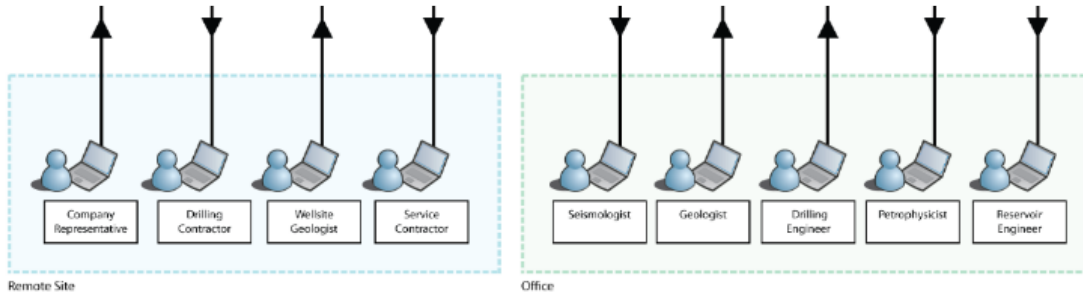 Company
Representative
Drilling
Contractor
Wellsite
Geologist
Service
Contractor
Seismologist
Geologist
Drilling
Engineer
Petrophysicist
Reservoir
Engineer
Remote Site
Office